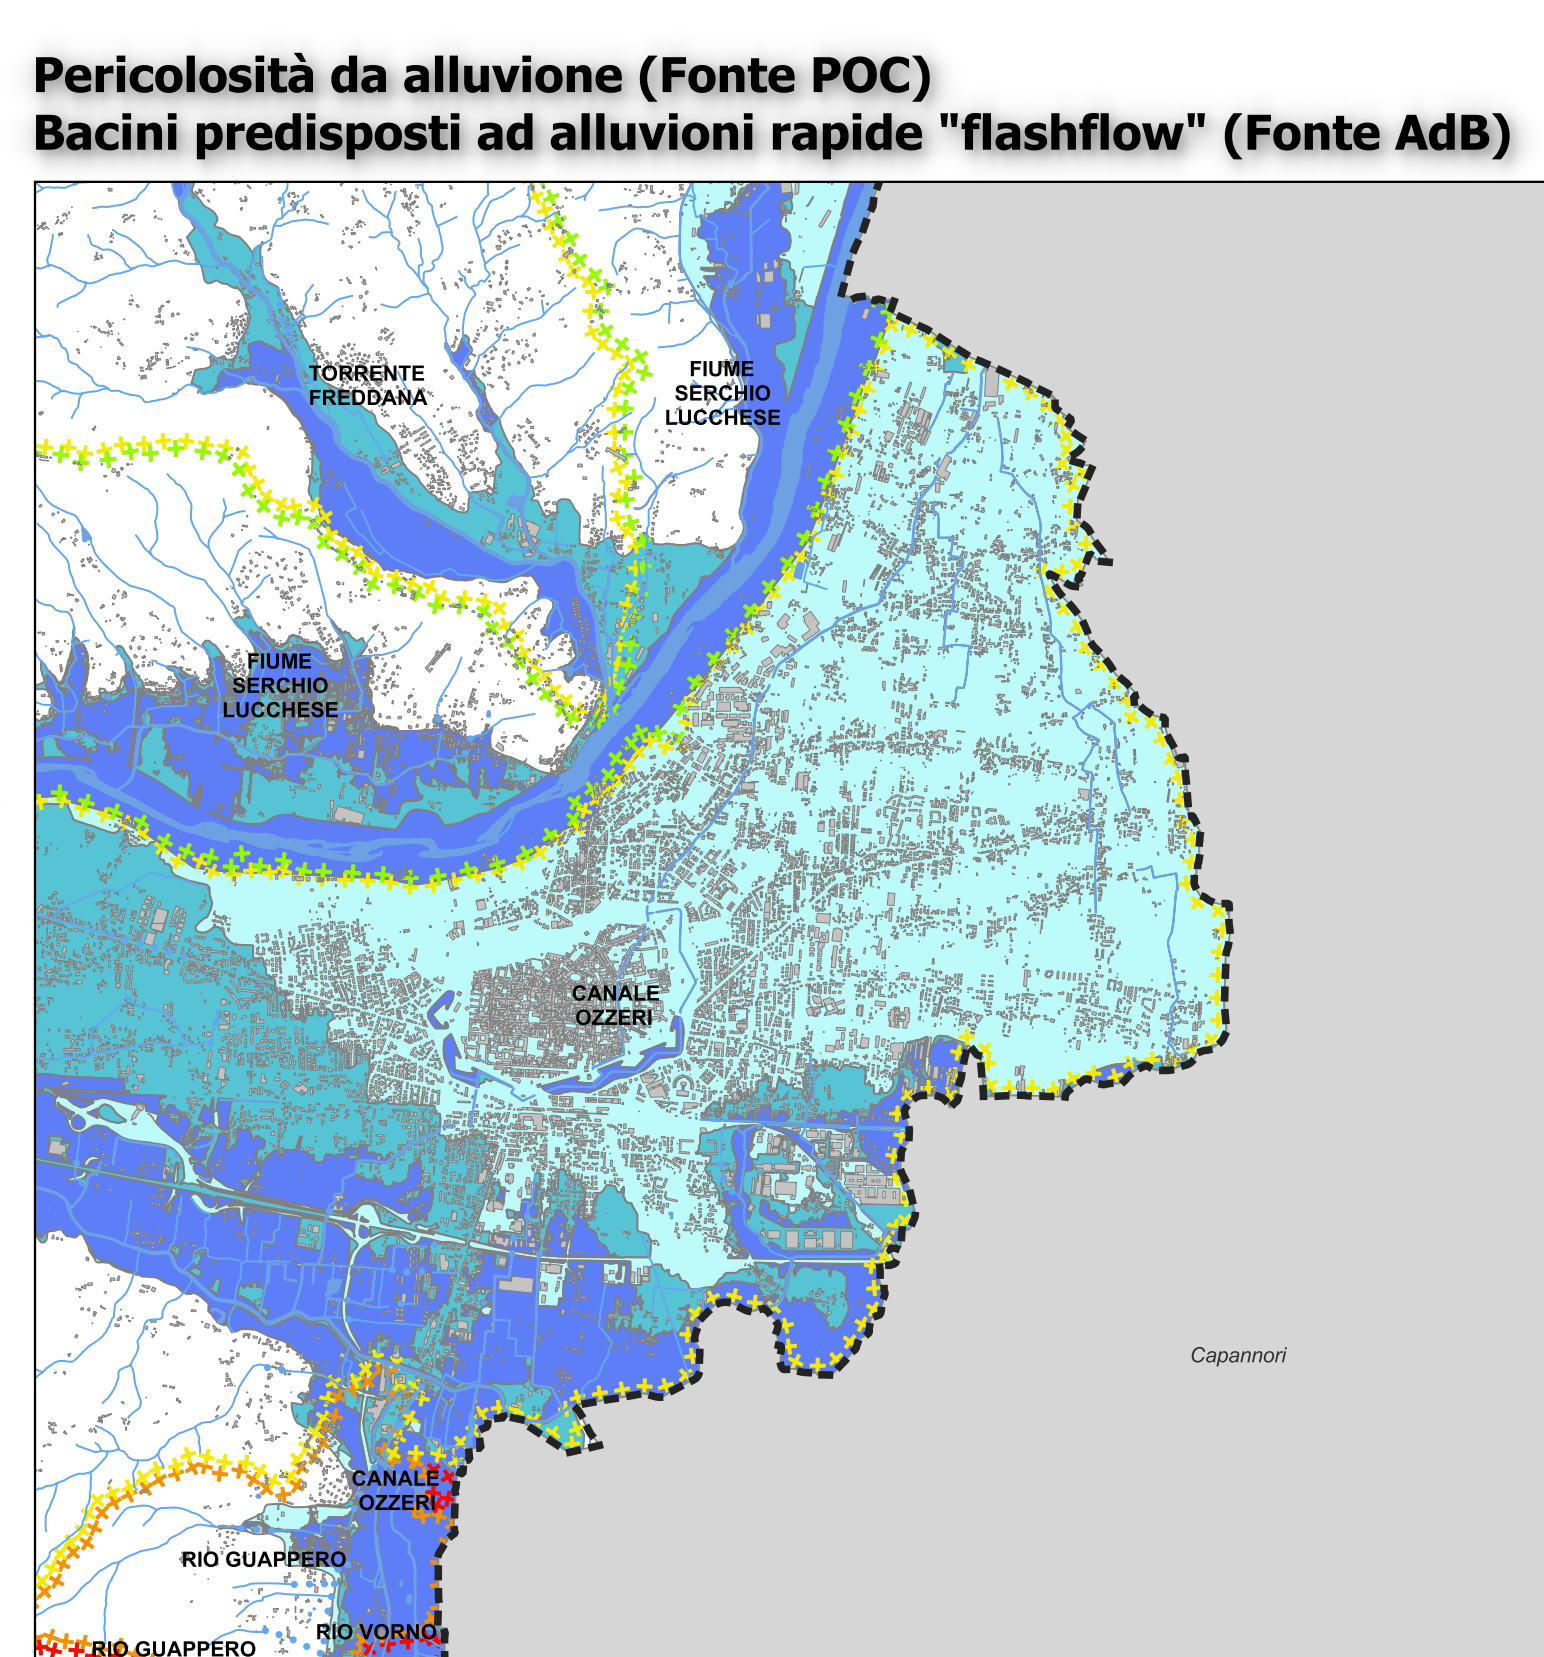 Pericolosità da alluvione (Fonte POC)
Bacini predisposti ad alluvioni rapide "flashflow" (Fonte AdB)
TORRENTE
FREDDANA
FIUME
SERCHIO
LUCCHESE
FIUME
SERCHIO
LUCCHESE
CANALE
OZZERI
Capannori
CANALE
OZZERI
RIO GUAPPERO
RIO VORNO
RIO GUAPPERO